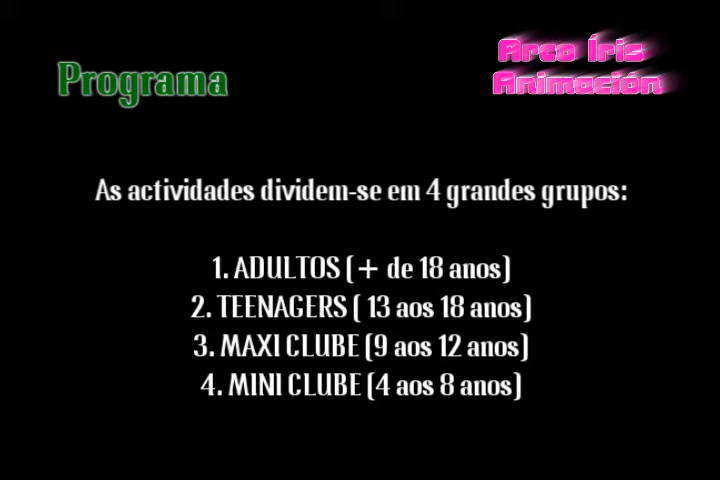 Programa
Arco Íris
Animación
As actividades dividem-se em 4 grandes grupos:
1. ADULTOS (+ de 18 anos)
2. TEENAGERS ( 13 aos 18 anos)
3. MAXI CLUBE (9 aos 12 anos)
4. MINI CLUBE (4 aos 8 anos)